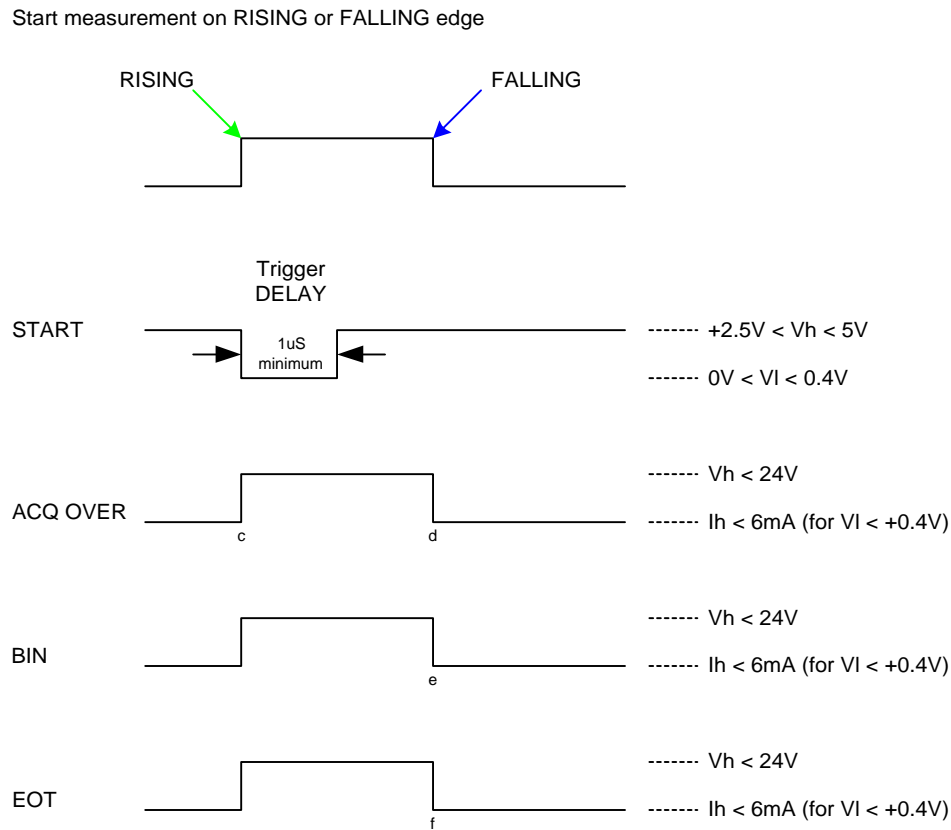 Start measurement on RISING or FALLING edge
RISING
FALLING
Trigger
DELAY
START
1uS
minimum
+2.5V < Vh < 5V
0V < Vl < 0.4V
ACQ OVER
c
d
Vh < 24V
Ih < 6mA (for Vl < +0.4V)
BIN
e
Vh < 24V
Ih < 6mA (for Vl < +0.4V)
EOT
f
Vh < 24V
Ih < 6mA (for Vl < +0.4V)